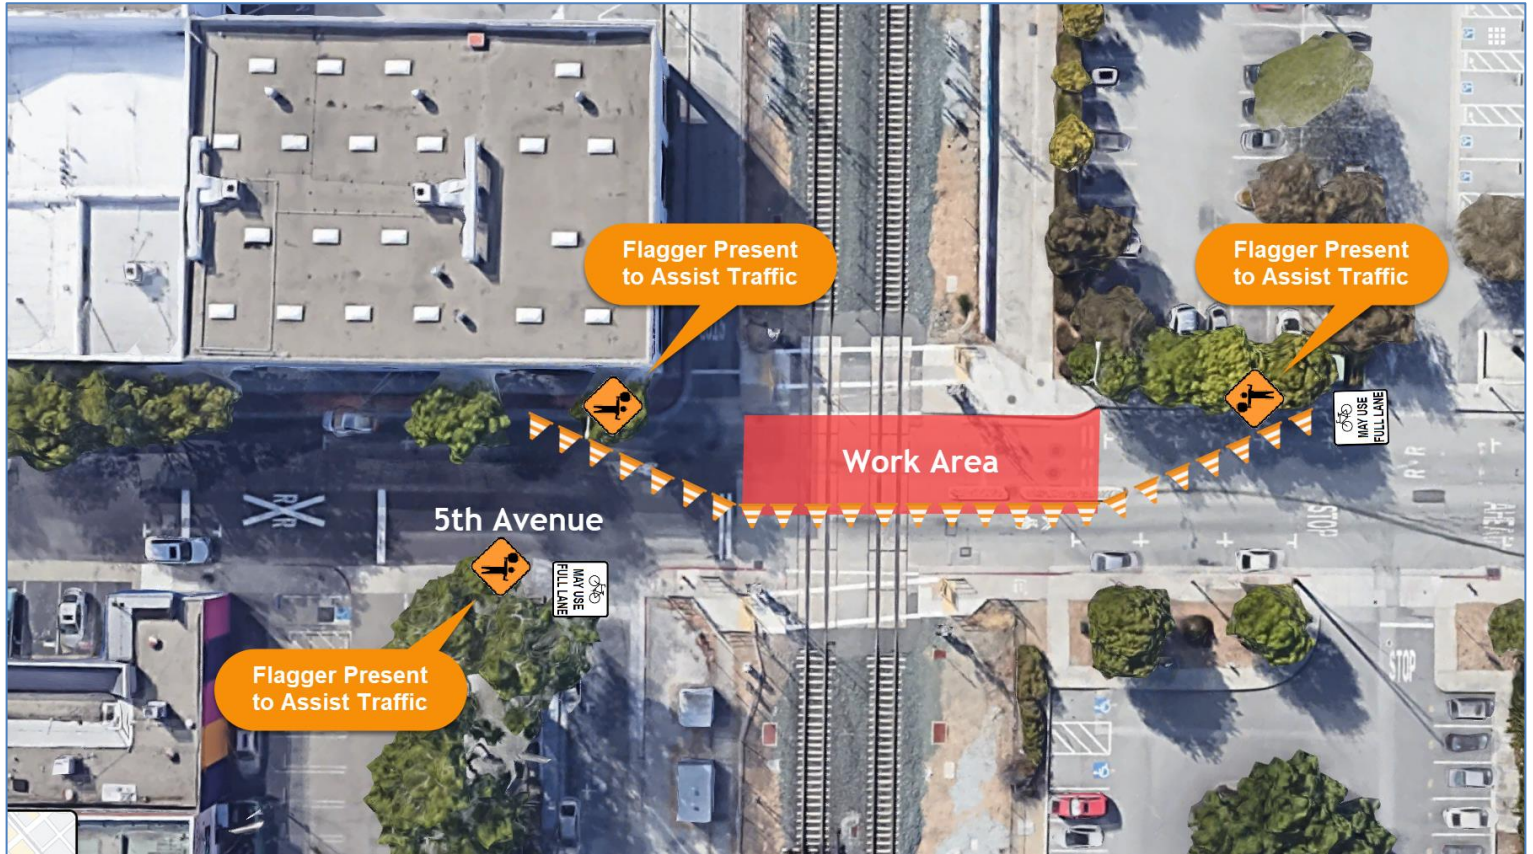 Flagger Present
to Assist Traffic
Flagger Present
to Assist Traffic
MAY USE
FULL LANE
Work Area
R R
5th Avenue
STOP
AHEAD
R R
MAY USE
FULL LANE
Flagger Present
to Assist Traffic
STOP